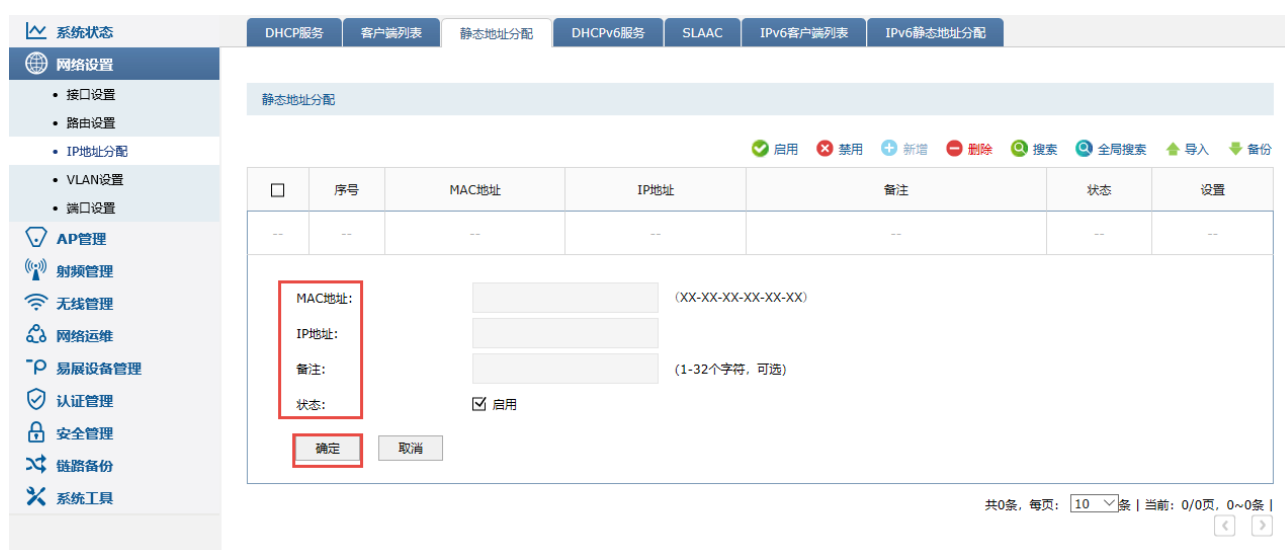 系统状态
DHCP服务 客户端列表 静态地址分配 DHCPv6服务 SLAAC IPv6客户端列表 IPv6静态地址分配
网络设置
• 接口设置
• 路由设置
• IP地址分配
• VLAN设置
• 端口设置
AP管理
射频管理
无线管理
网络运维
易展设备管理
认证管理
安全管理
链路备份
系统工具
静态地址分配
启用 禁用 新增 删除 搜索 全局搜索 导入 备份
序号 MAC地址 IP地址 备注 状态 设置
-- -- -- -- -- -- --
MAC地址: (XX-XX-XX-XX-XX-XX)
IP地址:
备注: (1-32个字符, 可选)
状态: 启用
确定 取消
共0条, 每页: 10 条 | 当前: 0/0页, 0~0条 |